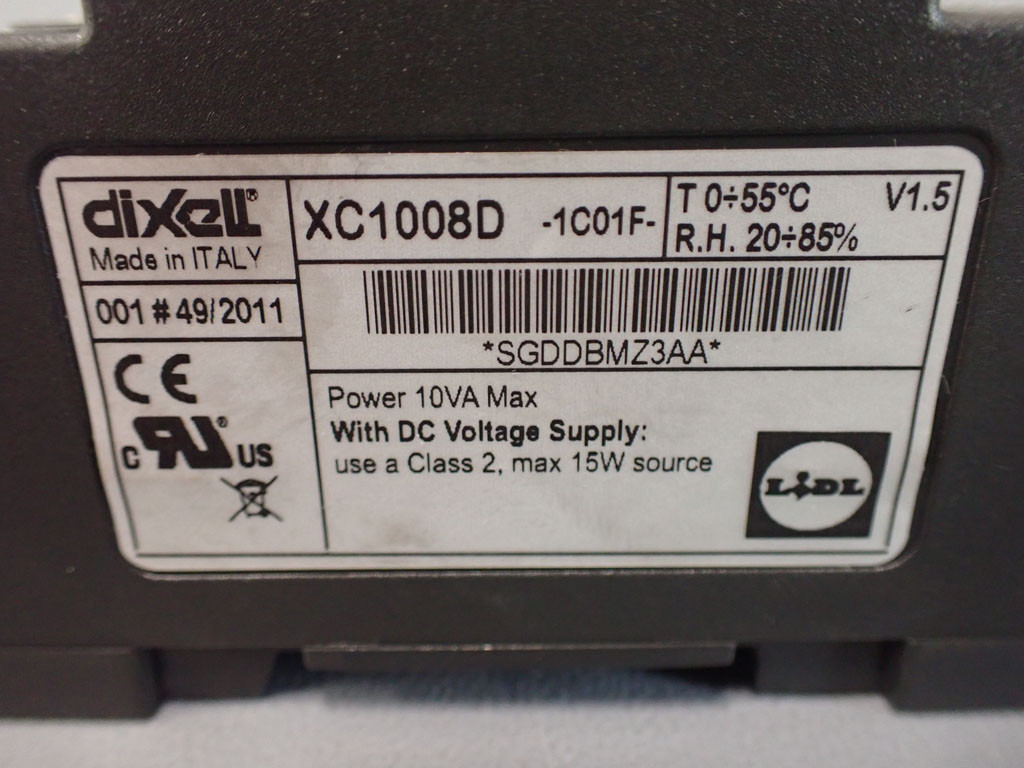 dixell®
Made in ITALY
XC1008D -1C01F-
T 0÷55°C V1.5
R.H. 20÷85%
001 # 49/2011
*SGDDBMZ3AA*
CE
c RU® US
Power 10VA Max
With DC Voltage Supply:
use a Class 2, max 15W source
LIDL